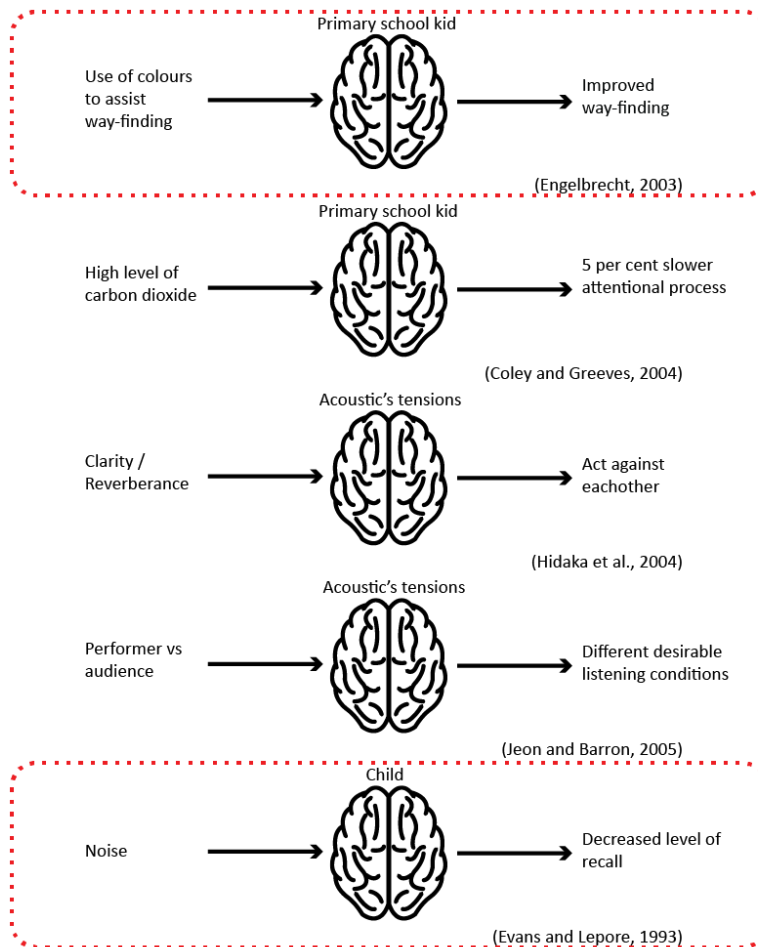 Primary school kid
Use of colours
to assist
way-finding
Improved
way-finding
(Engelbrecht, 2003)
Primary school kid
High level of
carbon dioxide
5 per cent slower
attentional process
(Coley and Greeves, 2004)
Acoustic's tensions
Clarity /
Reverberance
Act against
eachother
(Hidaka et al., 2004)
Acoustic's tensions
Performer vs
audience
Different desirable
listening conditions
(Jeon and Barron, 2005)
Child
Noise
Decreased level of
recall
(Evans and Lepore, 1993)